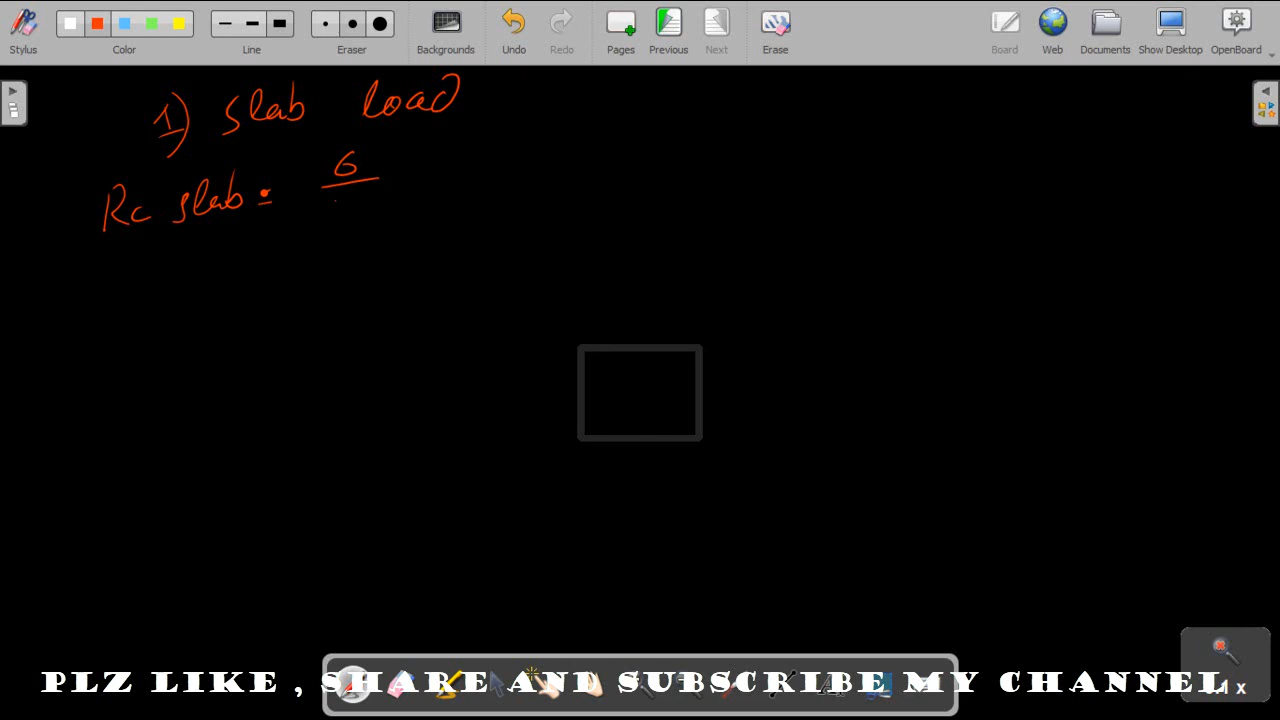 Stylus Color Line Eraser Backgrounds Undo Redo Pages Previous Next Erase Board Web Documents Show Desktop OpenBoard
1) slab load
6
Rc slab =
PLZ LIKE , SHARE AND SUBSCRIBE MY CHANNEL